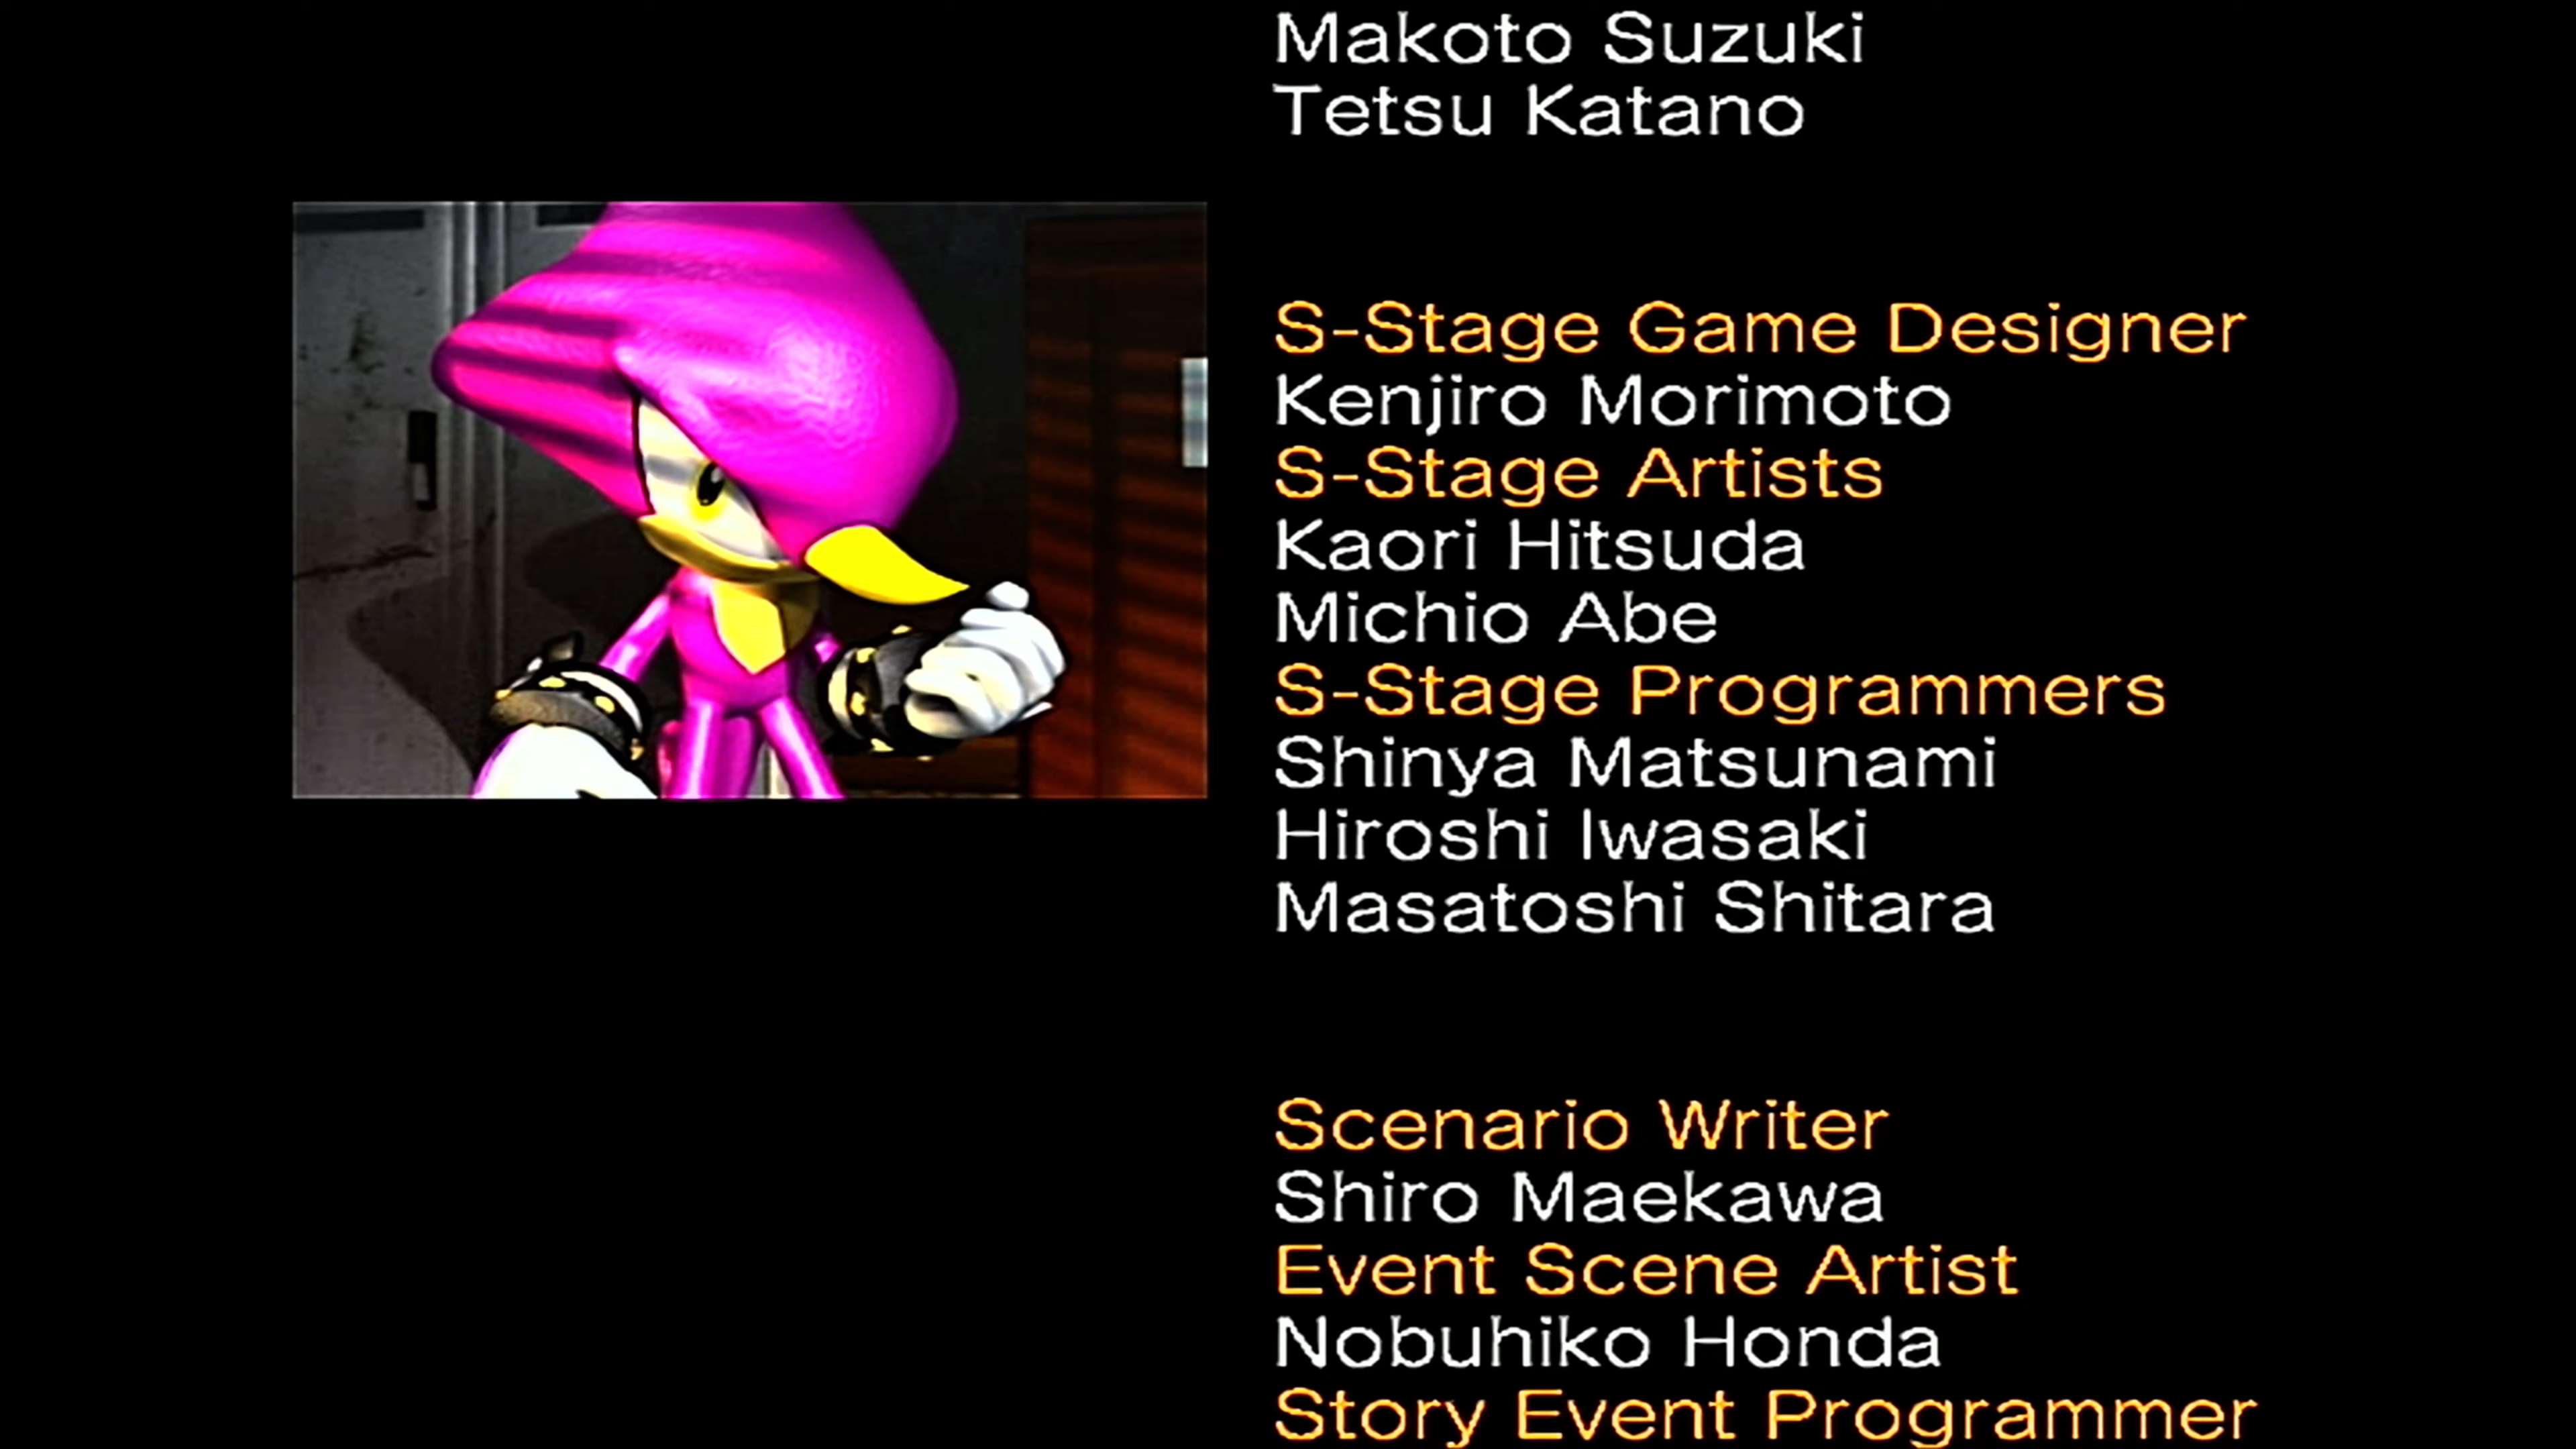 Makoto Suzuki
Tetsu Katano
S-Stage Game Designer
Kenjiro Morimoto
S-Stage Artists
Kaori Hitsuda
Michio Abe
S-Stage Programmers
Shinya Matsunami
Hiroshi Iwasaki
Masatoshi Shitara
Scenario Writer
Shiro Maekawa
Event Scene Artist
Nobuhiko Honda
Story Event Programmer